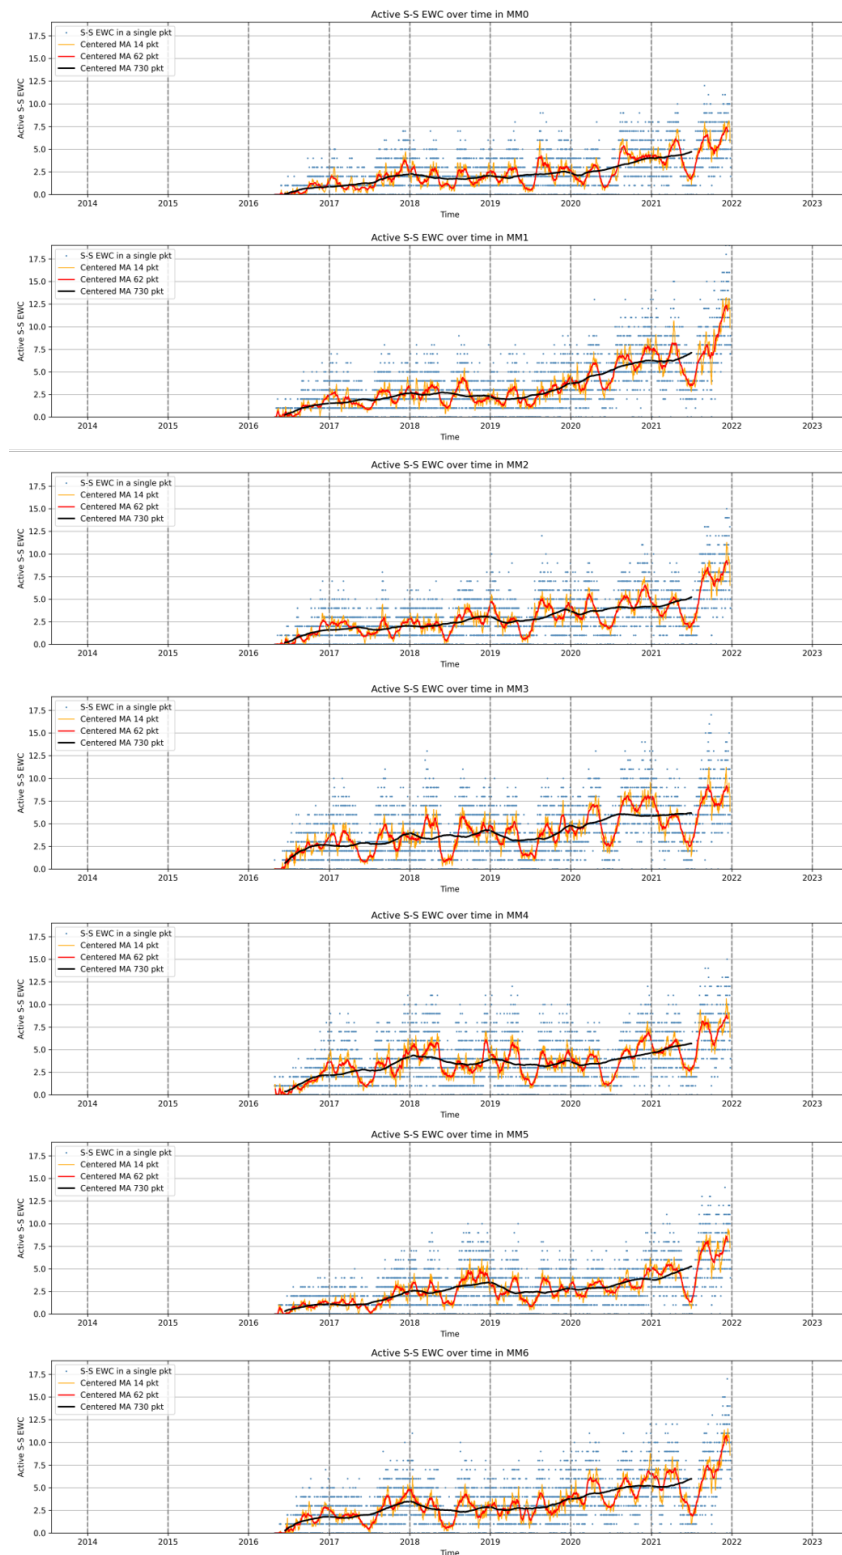 Active S-S EWC over time in MM0
S-S EWC in a single pkt
Centered MA 14 pkt
Centered MA 62 pkt
Centered MA 730 pkt
17.5
15.0
12.5
10.0
7.5
5.0
2.5
0.0
Active S-S EWC
2014 2015 2016 2017 2018 2019 2020 2021 2022 2023
Time
Active S-S EWC over time in MM1
S-S EWC in a single pkt
Centered MA 14 pkt
Centered MA 62 pkt
Centered MA 730 pkt
17.5
15.0
12.5
10.0
7.5
5.0
2.5
0.0
Active S-S EWC
2014 2015 2016 2017 2018 2019 2020 2021 2022 2023
Time
Active S-S EWC over time in MM2
S-S EWC in a single pkt
Centered MA 14 pkt
Centered MA 62 pkt
Centered MA 730 pkt
17.5
15.0
12.5
10.0
7.5
5.0
2.5
0.0
Active S-S EWC
2014 2015 2016 2017 2018 2019 2020 2021 2022 2023
Time
Active S-S EWC over time in MM3
S-S EWC in a single pkt
Centered MA 14 pkt
Centered MA 62 pkt
Centered MA 730 pkt
17.5
15.0
12.5
10.0
7.5
5.0
2.5
0.0
Active S-S EWC
2014 2015 2016 2017 2018 2019 2020 2021 2022 2023
Time
Active S-S EWC over time in MM4
S-S EWC in a single pkt
Centered MA 14 pkt
Centered MA 62 pkt
Centered MA 730 pkt
17.5
15.0
12.5
10.0
7.5
5.0
2.5
0.0
Active S-S EWC
2014 2015 2016 2017 2018 2019 2020 2021 2022 2023
Time
Active S-S EWC over time in MM5
S-S EWC in a single pkt
Centered MA 14 pkt
Centered MA 62 pkt
Centered MA 730 pkt
17.5
15.0
12.5
10.0
7.5
5.0
2.5
0.0
Active S-S EWC
2014 2015 2016 2017 2018 2019 2020 2021 2022 2023
Time
Active S-S EWC over time in MM6
S-S EWC in a single pkt
Centered MA 14 pkt
Centered MA 62 pkt
Centered MA 730 pkt
17.5
15.0
12.5
10.0
7.5
5.0
2.5
0.0
Active S-S EWC
2014 2015 2016 2017 2018 2019 2020 2021 2022 2023
Time